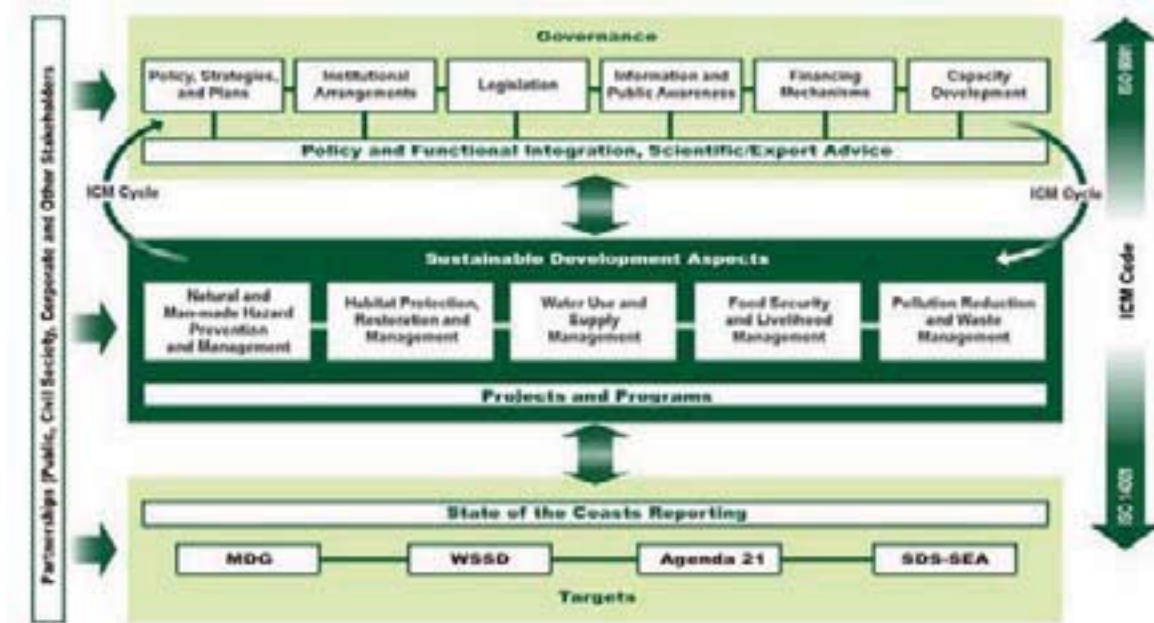 Partnerships (Public, Civil Society, Corporate and Other Stakeholders
Governance
Policy, Strategies,
and Plans
Institutional
Arrangements
Legislation
Information and
Public Awareness
Financing
Mechanisms
Capacity
Development
Policy and Functional Integration, Scientific/Expert Advice
ICM Cycle
ICM Cycle
Sustainable Development Aspects
Natural and
Man-made Hazard
Prevention
and Management
Habitat Protection,
Restoration and
Management
Water Use and
Supply
Management
Food Security
and Livelihood
Management
Pollution Reduction
and Waste
Management
Projects and Programs
State of the Coasts Reporting
MDG
WSSD
Agenda 21
SDS-SEA
Targets
ISO 9001
ICM Code
ISO 14001